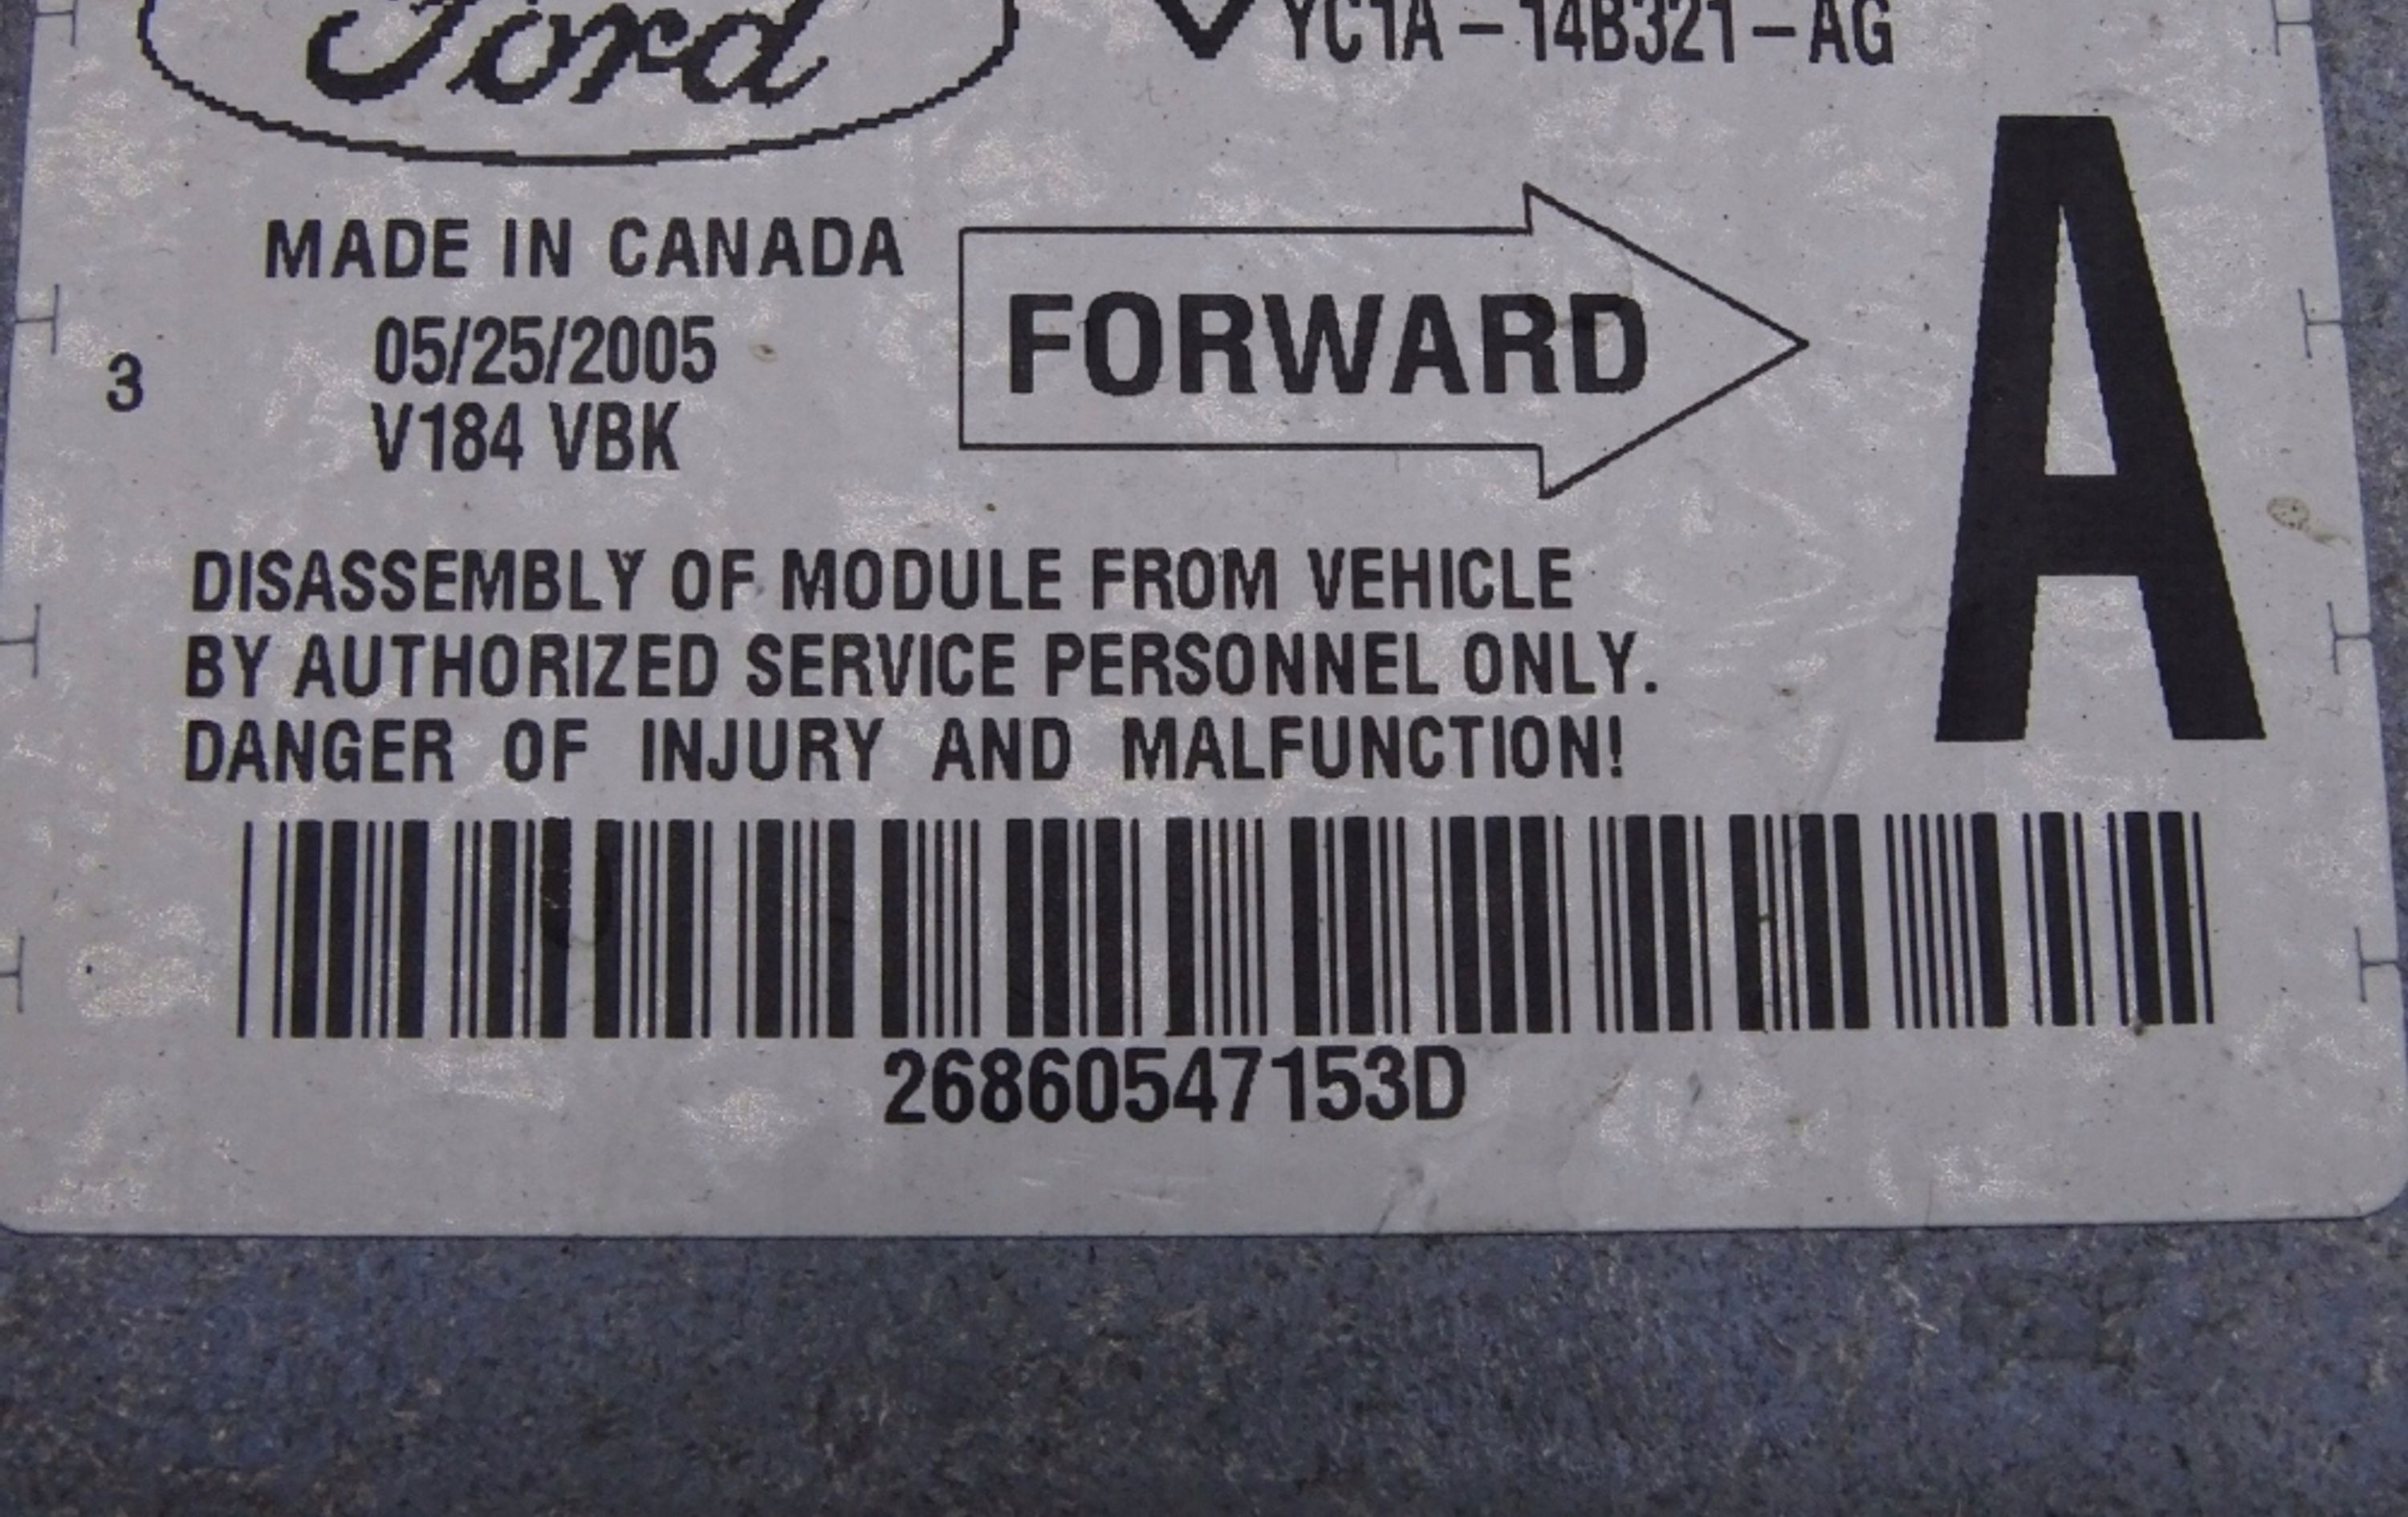 Ford
YC1A - 14B321 - AG
A
MADE IN CANADA
FORWARD
05/25/2005
3
V184 VBK
DISASSEMBLY OF MODULE FROM VEHICLE
BY AUTHORIZED SERVICE PERSONNEL ONLY.
DANGER OF INJURY AND MALFUNCTION!
26860547153D